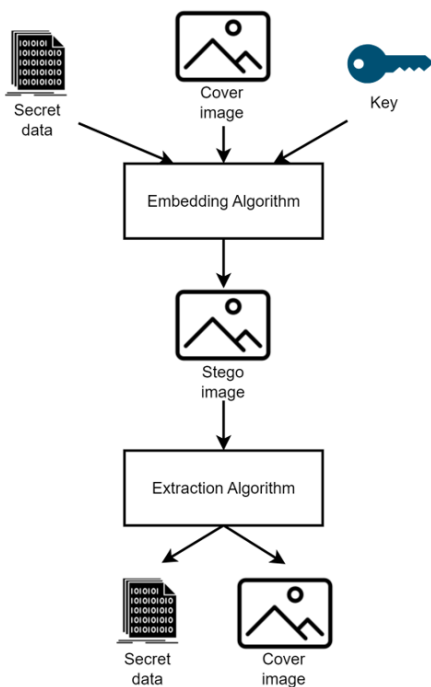 Secret
data
Cover
image
Key
Embedding Algorithm
Stego
image
Extraction Algorithm
Secret
data
Cover
image